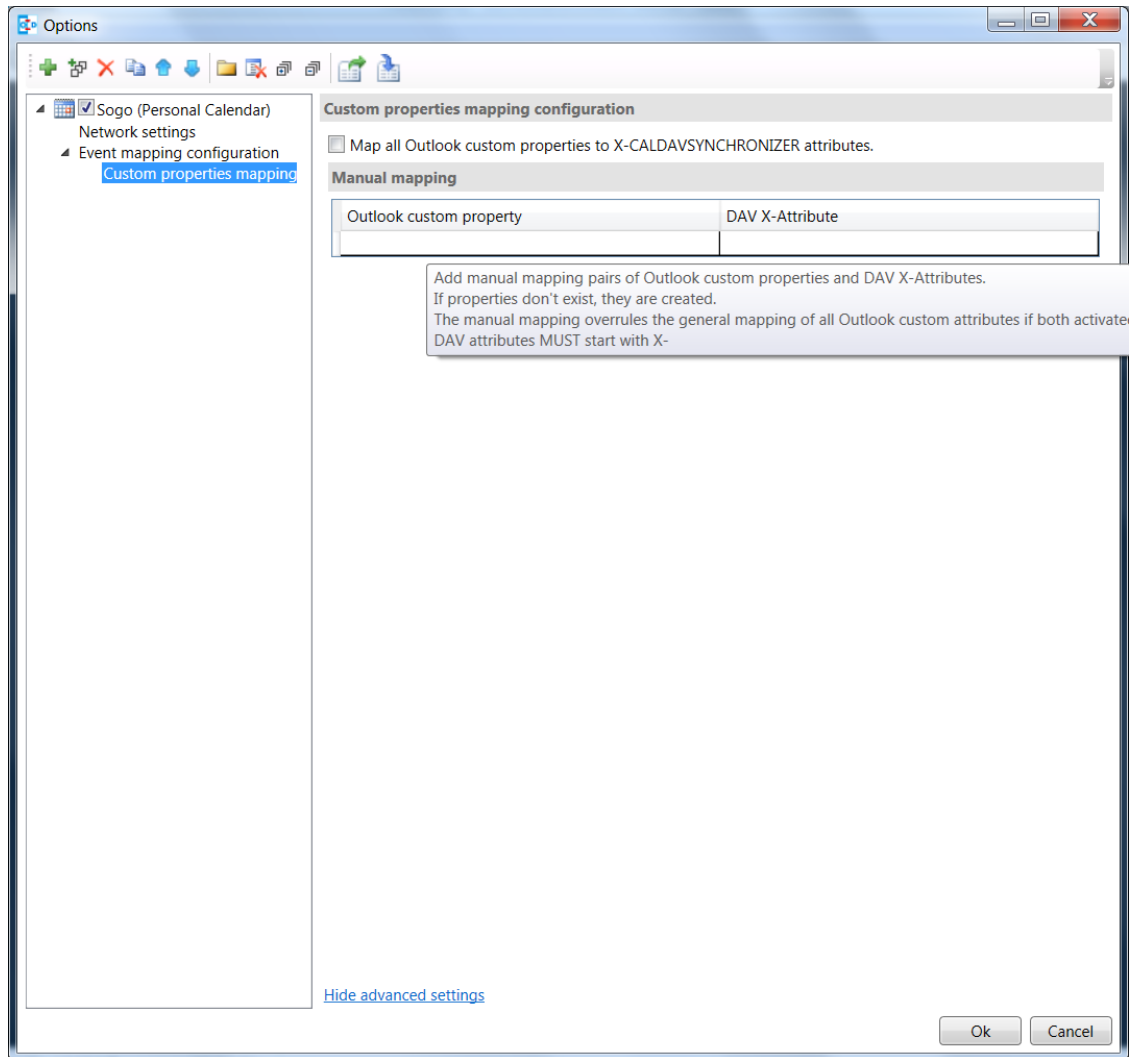 Options
Sogo (Personal Calendar)
Network settings
Event mapping configuration
Custom properties mapping
Custom properties mapping configuration
Map all Outlook custom properties to X-CALDAVSYNCHRONIZER attributes.
Manual mapping
Outlook custom property DAV X-Attribute
Add manual mapping pairs of Outlook custom properties and DAV X-Attributes.
If properties don't exist, they are created.
The manual mapping overrules the general mapping of all Outlook custom attributes if both activate
DAV attributes MUST start with X-
Hide advanced settings
Ok Cancel